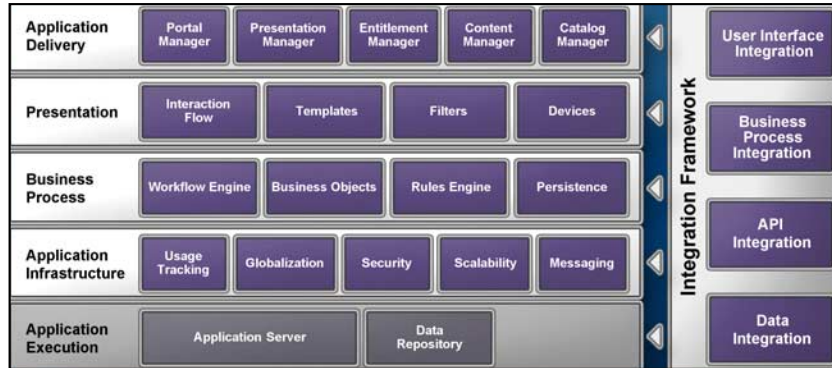 Application
Delivery
Portal
Manager
Presentation
Manager
Entitlement
Manager
Content
Manager
Catalog
Manager
Presentation
Interaction
Flow
Templates
Filters
Devices
Business
Process
Workflow Engine
Business Objects
Rules Engine
Persistence
Application
Infrastructure
Usage
Tracking
Globalization
Security
Scalability
Messaging
Application
Execution
Application Server
Data
Repository
Integration Framework
User Interface
Integration
Business
Process
Integration
API
Integration
Data
Integration